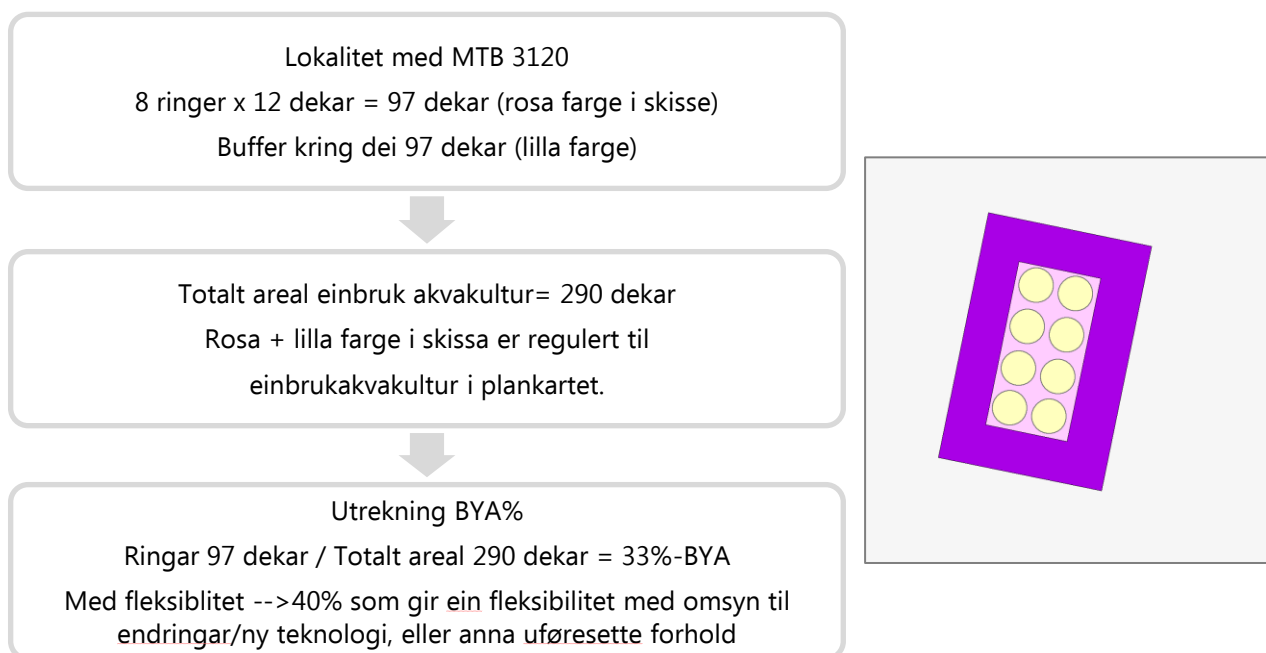 Lokalitet med MTB 3120
8 ringer x 12 dekar = 97 dekar (rosa farge i skisse)
Buffer kring dei 97 dekar (lilla farge)
Totalt areal einbruk akvakultur= 290 dekar
Rosa + lilla farge i skissa er regulert til
einbrukakvakultur i plankartet.
Utrekning BYA%
Ringar 97 dekar / Totalt areal 290 dekar = 33%-BYA
Med fleksiblitet -->40% som gir ein fleksibilitet med omsyn til
endringar/ny teknologi, eller anna uføresette forhold